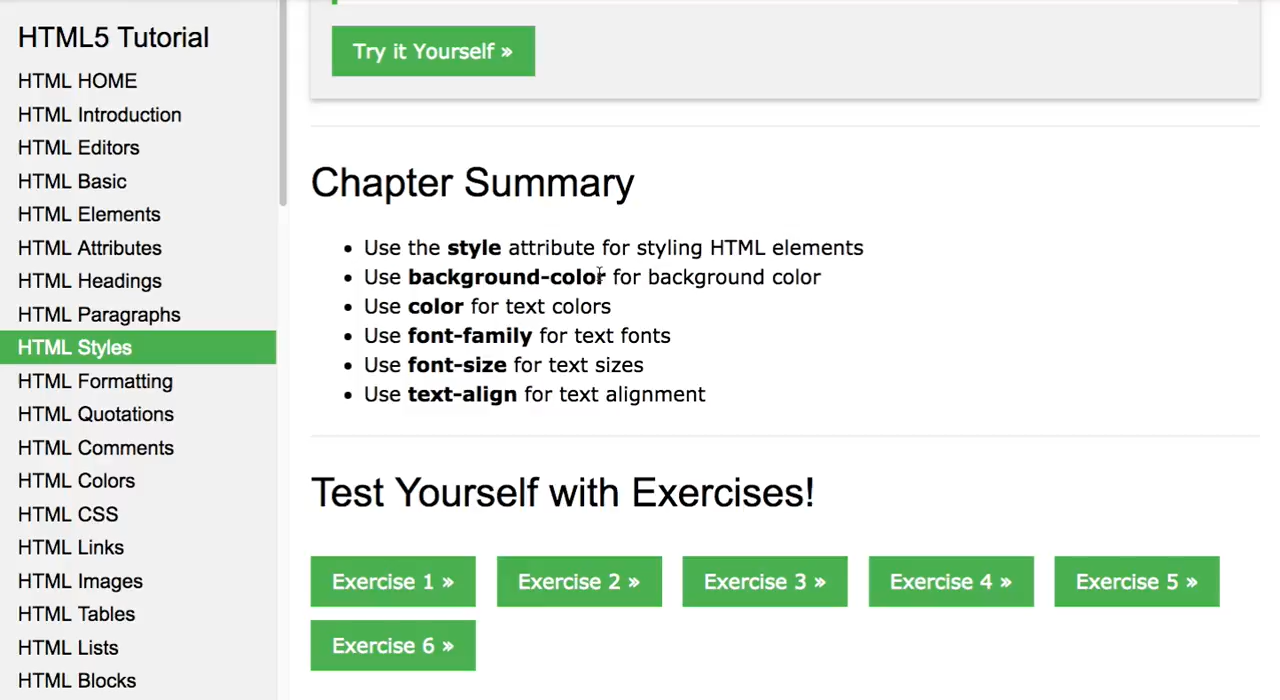 HTML5 Tutorial
HTML HOME
HTML Introduction
HTML Editors
HTML Basic
HTML Elements
HTML Attributes
HTML Headings
HTML Paragraphs
HTML Styles
HTML Formatting
HTML Quotations
HTML Comments
HTML Colors
HTML CSS
HTML Links
HTML Images
HTML Tables
HTML Lists
HTML Blocks
Try it Yourself »
Chapter Summary
• Use the style attribute for styling HTML elements
• Use background-color for background color
• Use color for text colors
• Use font-family for text fonts
• Use font-size for text sizes
• Use text-align for text alignment
Test Yourself with Exercises!
Exercise 1 » Exercise 2 » Exercise 3 » Exercise 4 » Exercise 5 »
Exercise 6 »